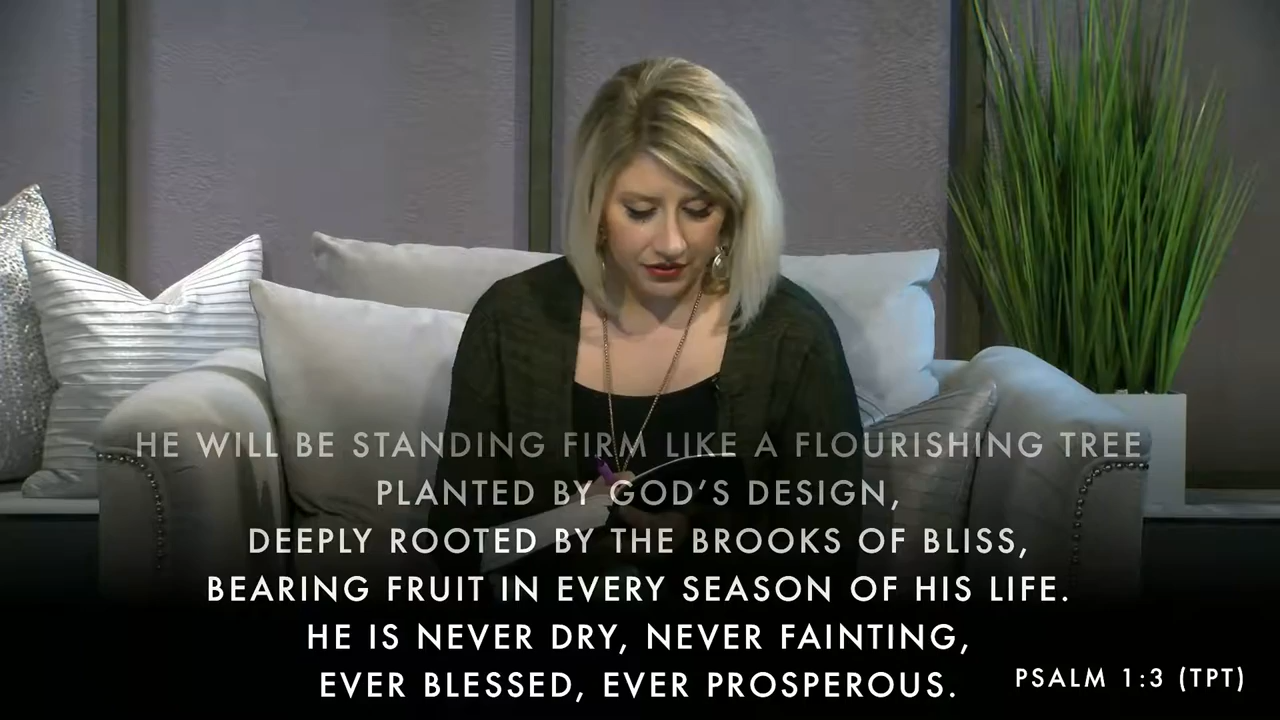 HE WILL BE STANDING FIRM LIKE A FLOURISHING TREE
PLANTED BY GOD'S DESIGN,
DEEPLY ROOTED BY THE BROOKS OF BLISS,
BEARING FRUIT IN EVERY SEASON OF HIS LIFE.
HE IS NEVER DRY, NEVER FAINTING,
EVER BLESSED, EVER PROSPEROUS.
PSALM 1:3 (TPT)